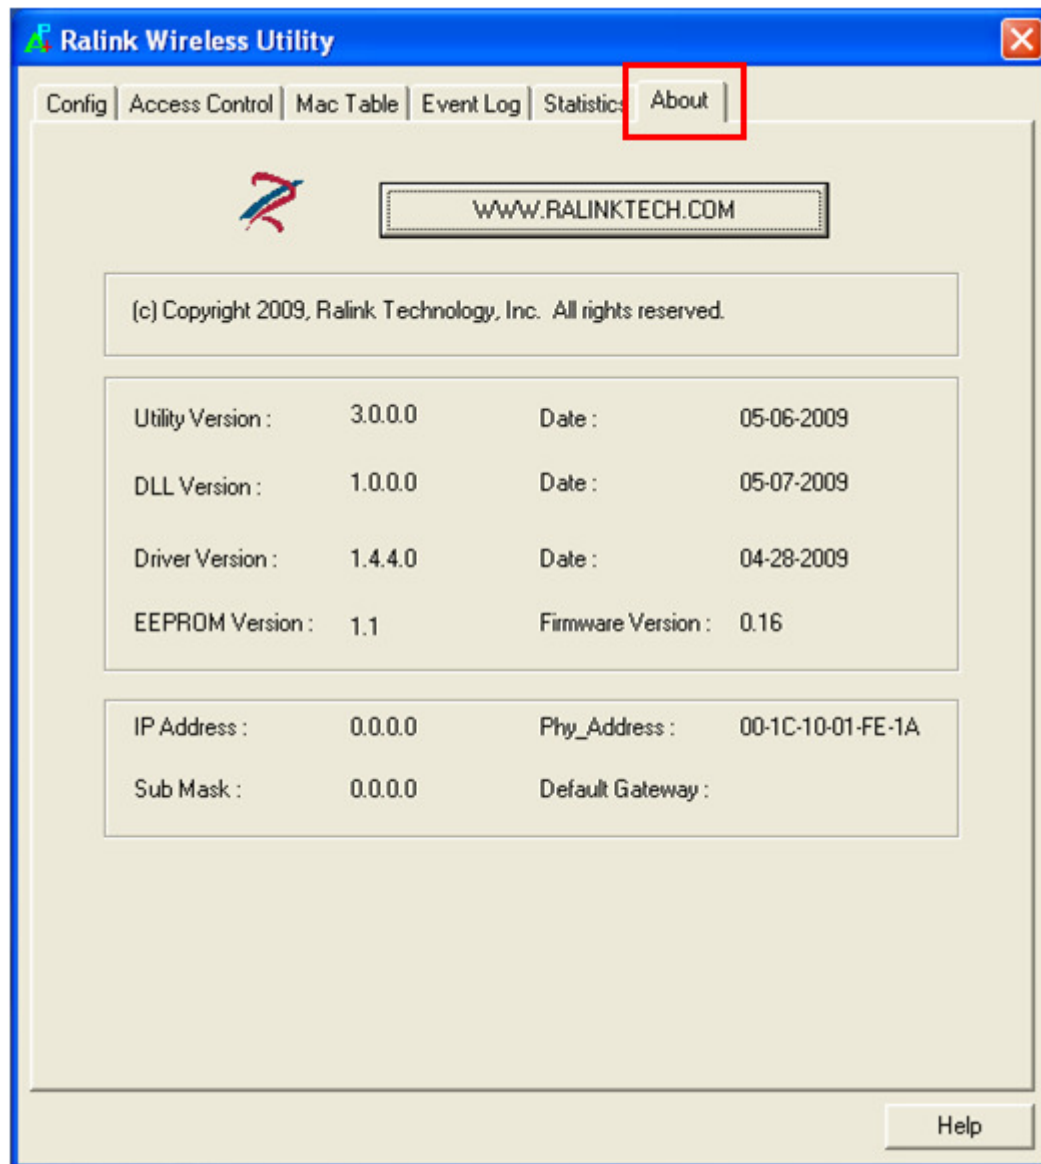 Ralink Wireless Utility
Config Access Control Mac Table Event Log Statistics About
WWW.RALINKTECH.COM
(c) Copyright 2009, Ralink Technology, Inc. All rights reserved.
Utility Version : 3.0.0.0 Date : 05-06-2009
DLL Version : 1.0.0.0 Date : 05-07-2009
Driver Version : 1.4.4.0 Date : 04-28-2009
EEPROM Version : 1.1 Firmware Version : 0.16
IP Address : 0.0.0.0 Phy_Address : 00-1C-10-01-FE-1A
Sub Mask : 0.0.0.0 Default Gateway :
Help